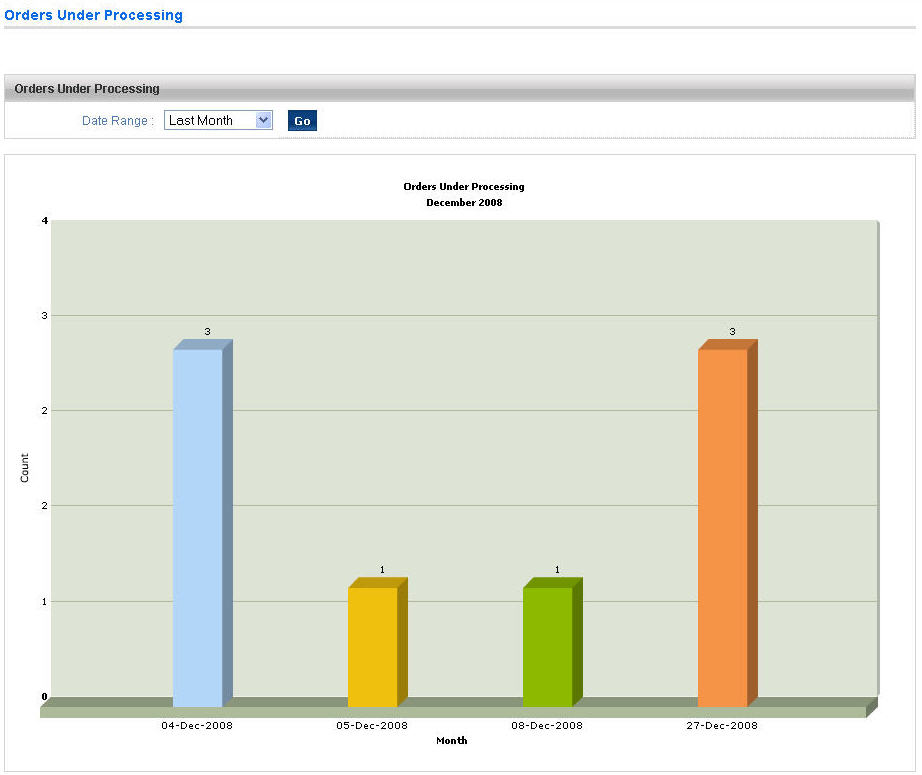 Orders Under Processing
Orders Under Processing
Date Range : Last Month Go
Orders Under Processing
December 2008
4
3
3
3
2
Count
2
1
1
1
0
04-Dec-2008 05-Dec-2008 08-Dec-2008 27-Dec-2008
Month